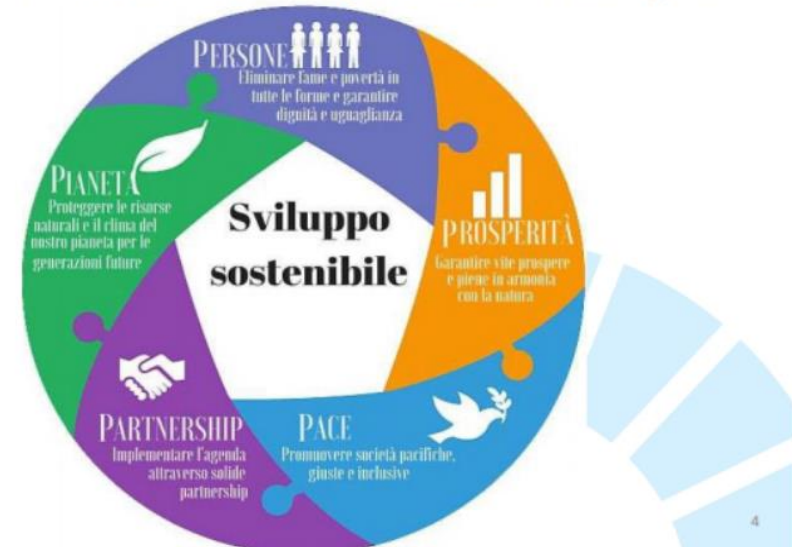 PERSONE
Eliminare fame e povertà in
tutte le forme e garantire
dignità e uguaglianza
PIANETA
Proteggere le risorse
naturali e il clima del
nostro pianeta per le
generazioni future
Sviluppo
sostenibile
PROSPERITÀ
Garantire vite prospere
e piene in armonia
con la natura
PARTNERSHIP
Implementare l'agenda
attraverso solide
partnership
PACE
Promuovere società pacifiche,
giuste e inclusive
4